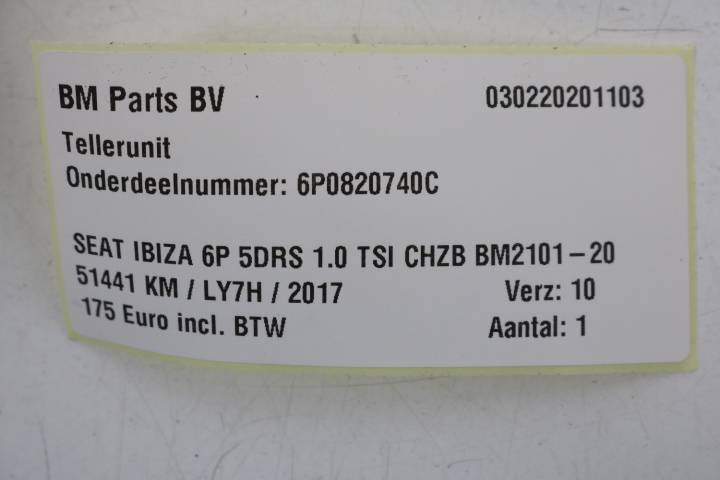 BM Parts BV 030220201103
Tellerunit
Onderdeelnummer: 6P0820740C
SEAT IBIZA 6P 5DRS 1.0 TSI CHZB BM2101-20
51441 KM / LY7H / 2017 Verz: 10
175 Euro incl. BTW Aantal: 1